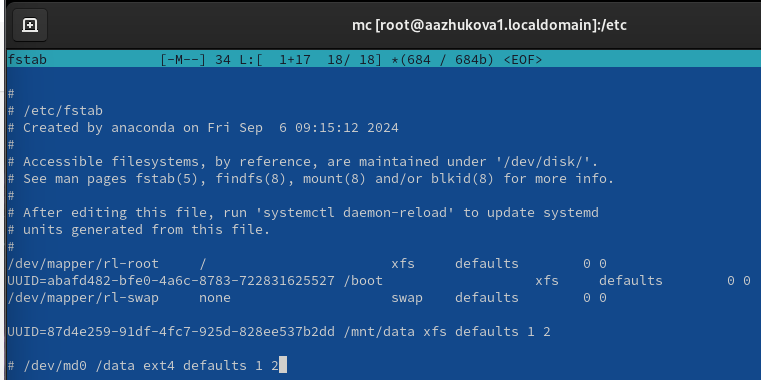 mc [root@aazhukova1.localdomain]:/etc
fstab [-M--] 34 L:[ 1+17 18/ 18] *(684 / 684b) <EOF>
#
# /etc/fstab
# Created by anaconda on Fri Sep 6 09:15:12 2024
#
# Accessible filesystems, by reference, are maintained under '/dev/disk/'.
# See man pages fstab(5), findfs(8), mount(8) and/or blkid(8) for more info.
#
# After editing this file, run 'systemctl daemon-reload' to update systemd
# units generated from this file.
#
/dev/mapper/rl-root / xfs defaults 0 0
UUID=abafd482-bfe0-4a6c-8783-722831625527 /boot xfs defaults 0 0
/dev/mapper/rl-swap none swap defaults 0 0
UUID=87d4e259-91df-4fc7-925d-828ee537b2dd /mnt/data xfs defaults 1 2
# /dev/md0 /data ext4 defaults 1 2